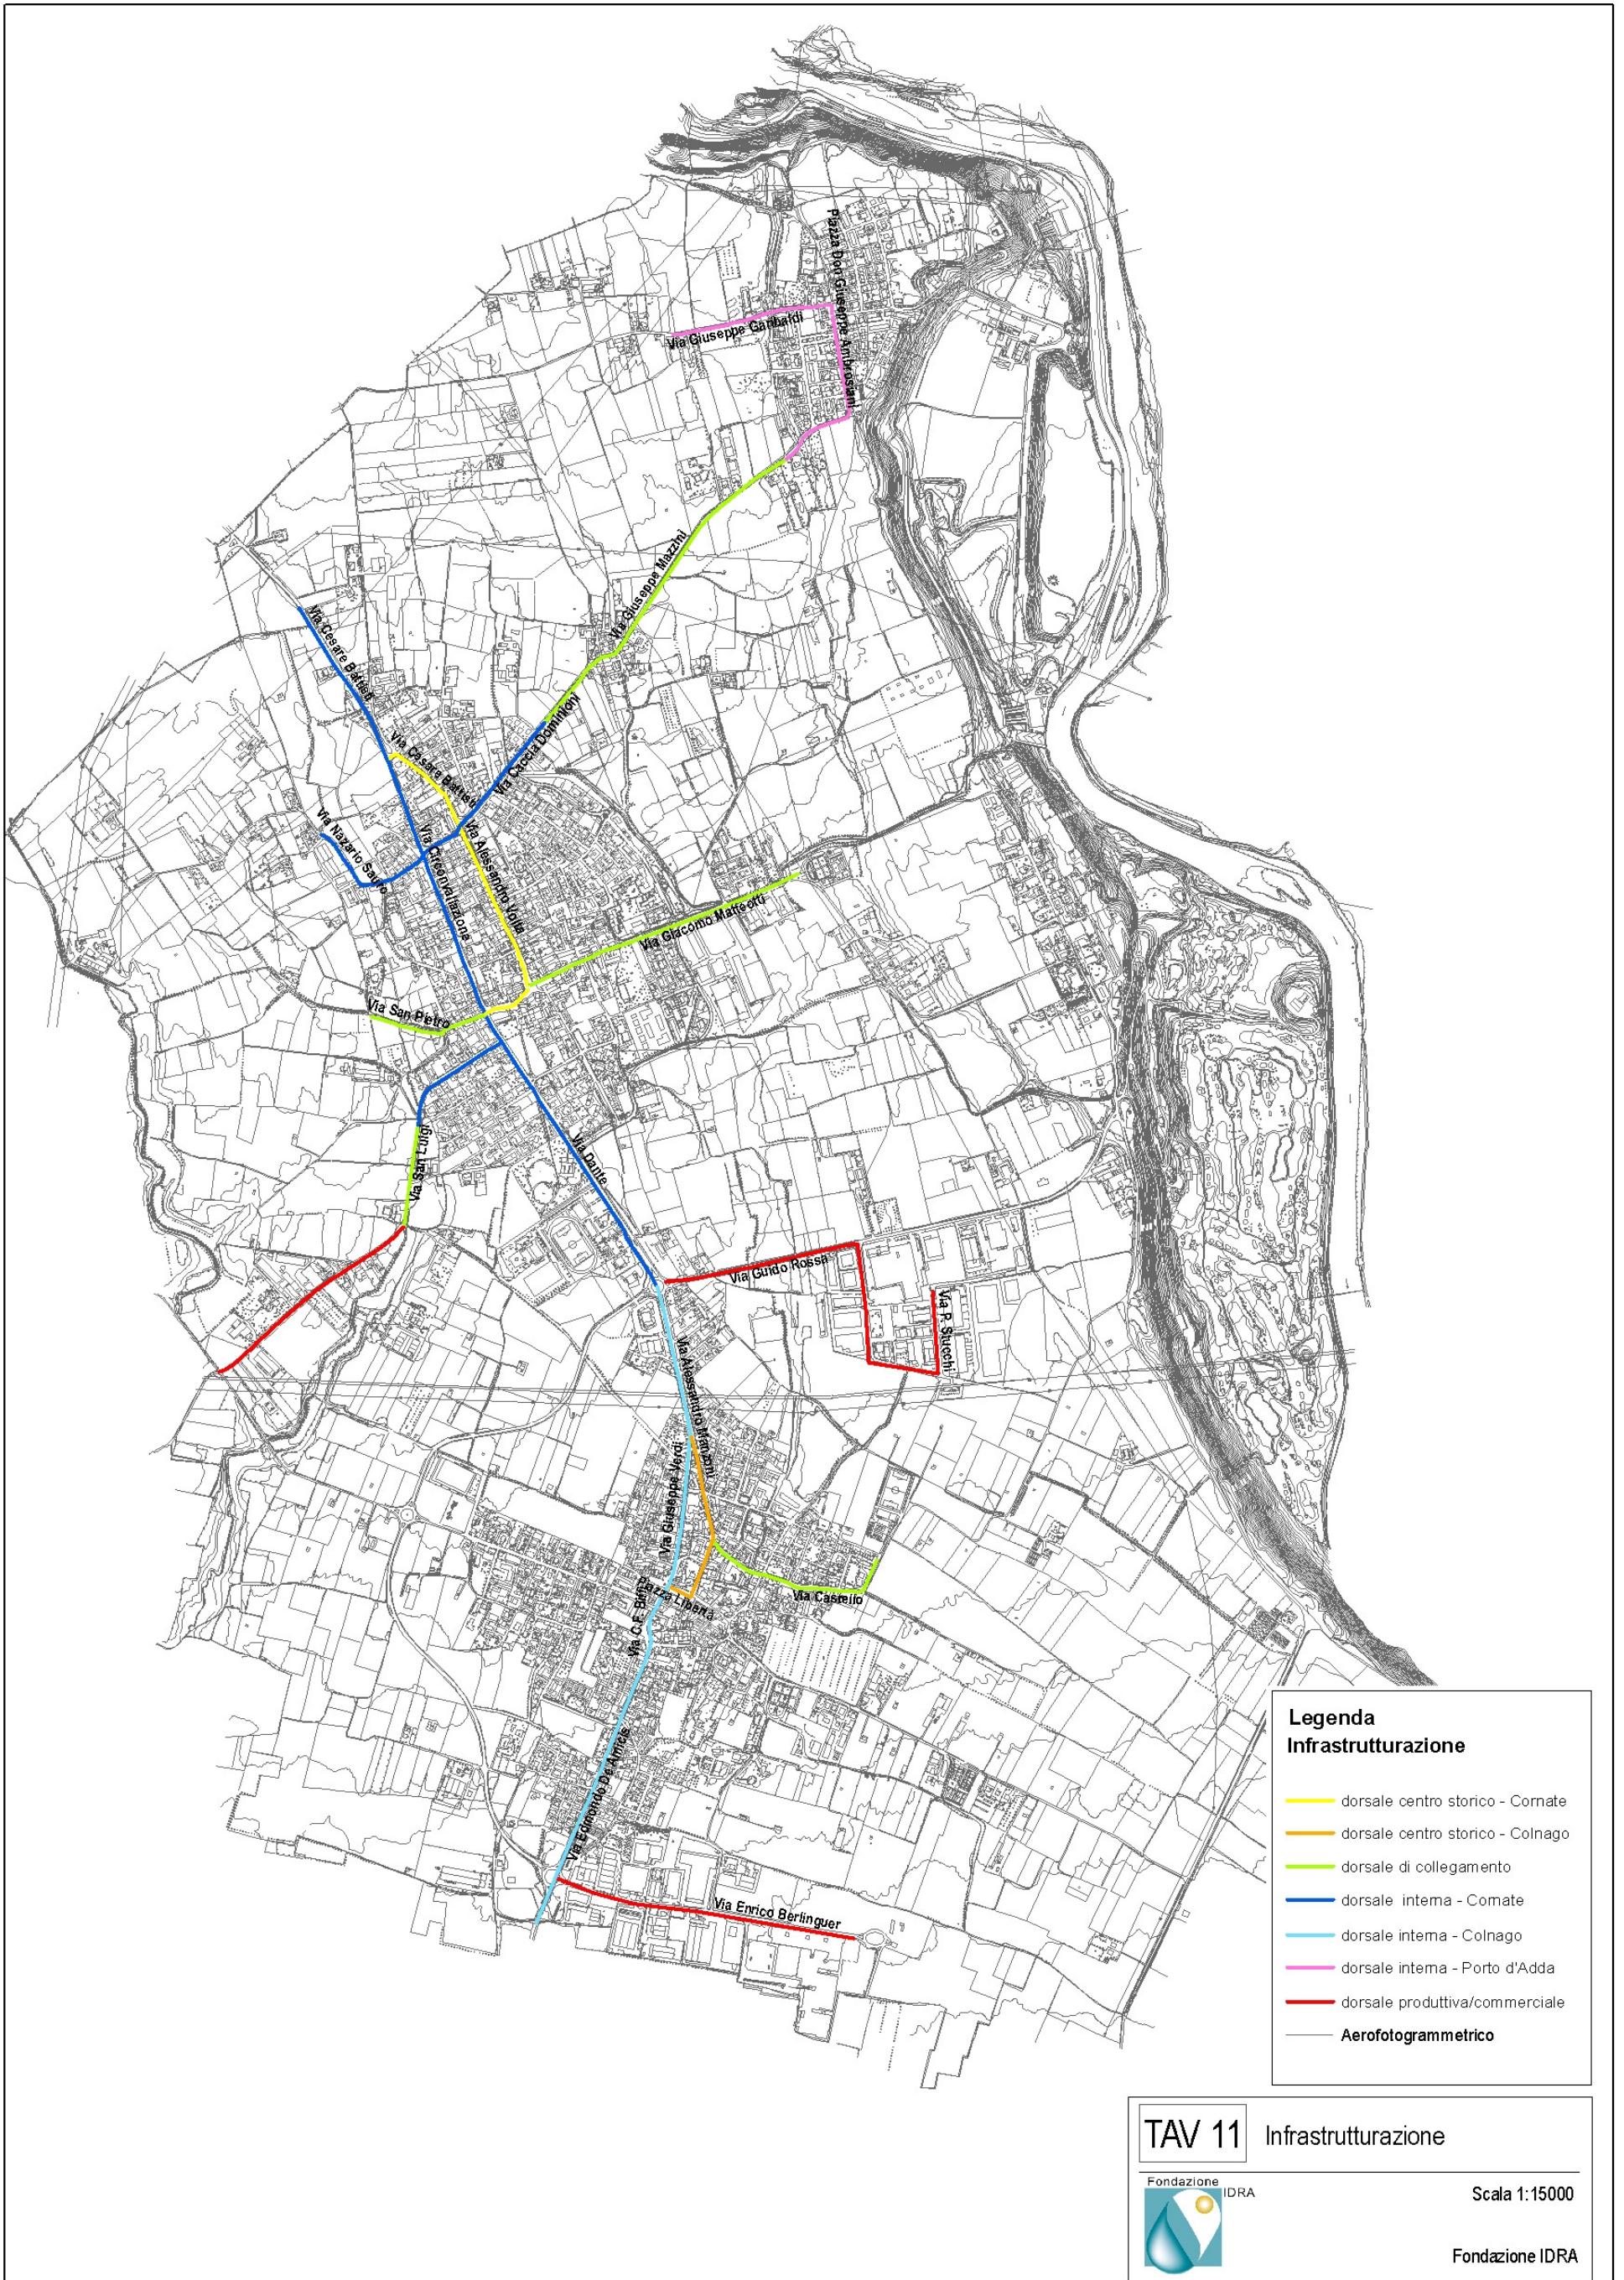 Piazza Don Giuseppe Ambrosiani
Via Giuseppe Garibaldi
Via Giuseppe Mazzini
Via Cesare Battisti
Via Caccia Dominioni
Via Cesare Battisti
Via Nazario Sauro
Via Circonvallazione
Via Alessandro Volta
Via Giacomo Matteotti
Via San Pietro
Via San Luigi
Via Dante
Via Guido Rossa
Via P. Stucchi
Via Alessandro Manzoni
Via Giuseppe Verdi
Piazza Libertà
Via Castello
Via C.F.
Via Edmondo De Amicis
Via Enrico Berlinguer
Legenda
Infrastrutturazione
dorsale centro storico - Cornate
dorsale centro storico - Colnago
dorsale di collegamento
dorsale interna - Cornate
dorsale interna - Colnago
dorsale interna - Porto d'Adda
dorsale produttiva/commerciale
Aerofotogrammetrico
TAV 11 Infrastrutturazione
Fondazione
IDRA
Scala 1:15000
Fondazione IDRA